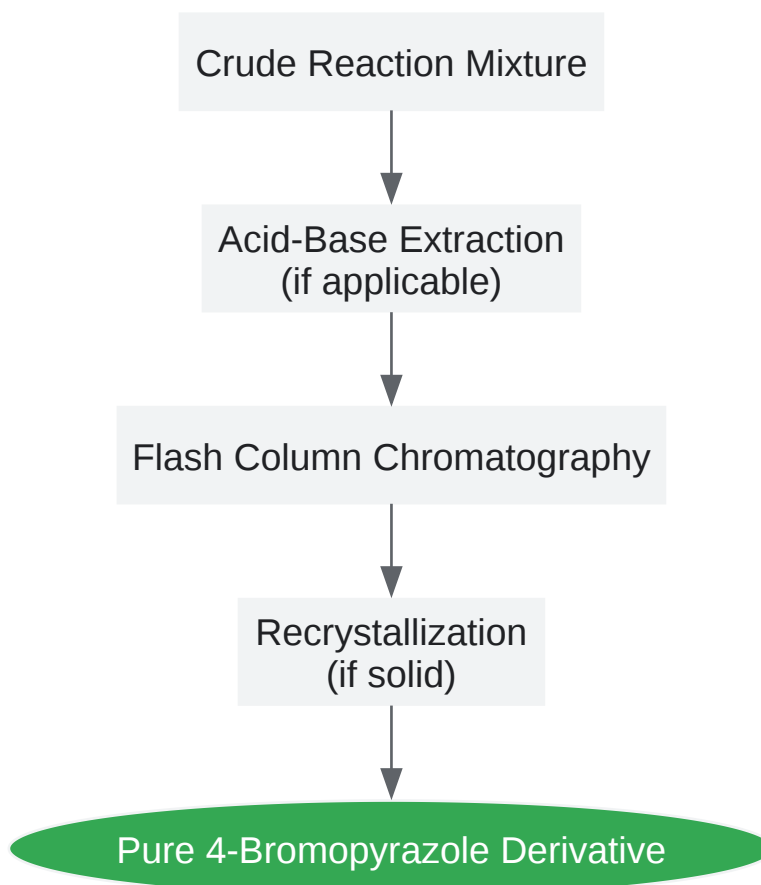 Crude Reaction Mixture
Acid-Base Extraction
(if applicable)
Flash Column Chromatography
Recrystallization
(if solid)
Pure 4-Bromopyrazole Derivative